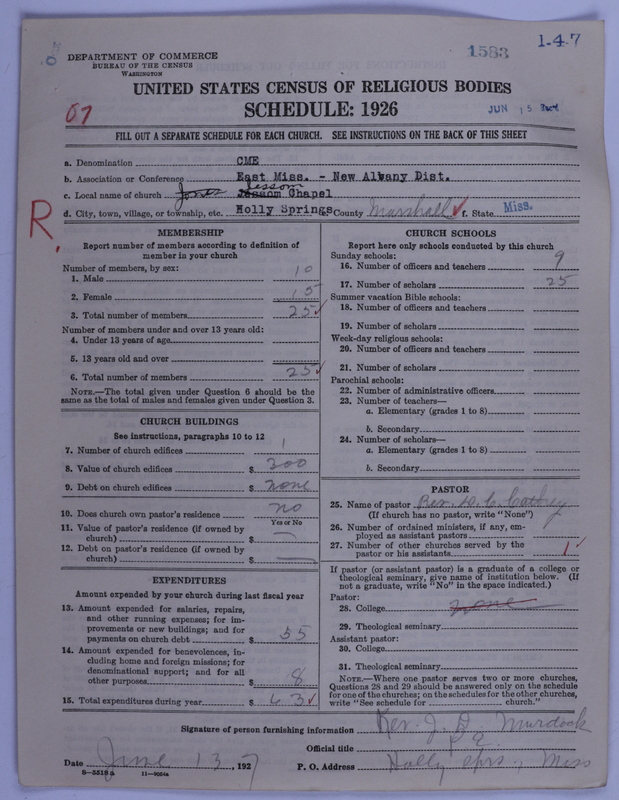 1583
1-4-7
DEPARTMENT OF COMMERCE
BUREAU OF THE CENSUS
WASHINGTON
UNITED STATES CENSUS OF RELIGIOUS BODIES
07
SCHEDULE: 1926
JUN 15
FILL OUT A SEPARATE SCHEDULE FOR EACH CHURCH. SEE INSTRUCTIONS ON THE BACK OF THIS SHEET
a. Denomination CME
b. Association or Conference East Miss. - New Albany Dist.
c. Local name of church Jones Chapel
d. City, town, village, or township, etc. Holly Springs County Marshall f. State Miss.
R.
MEMBERSHIP
Report number of members according to definition of
member in your church
Number of members, by sex:
1. Male 10
2. Female 15
3. Total number of members 25
Number of members under and over 13 years old:
4. Under 13 years of age
5. 13 years old and over
6. Total number of members 25
NOTE.—The total given under Question 6 should be the
same as the total of males and females given under Question 3.
CHURCH BUILDINGS
See instructions, paragraphs 10 to 12
7. Number of church edifices 1
8. Value of church edifices $ 300
9. Debt on church edifices $ none
10. Does church own pastor's residence no
Yes or No
11. Value of pastor's residence (if owned by
church) $ —
12. Debt on pastor's residence (if owned by
church) $ —
EXPENDITURES
Amount expended by your church during last fiscal year
13. Amount expended for salaries, repairs,
and other running expenses; for im-
provements or new buildings; and for
payments on church debt $ 55
14. Amount expended for benevolences, in-
cluding home and foreign missions; for
denominational support; and for all
other purposes $ 8
15. Total expenditures during year $ 63
CHURCH SCHOOLS
Report here only schools conducted by this church
Sunday schools:
16. Number of officers and teachers 9
17. Number of scholars 25
Summer vacation Bible schools:
18. Number of officers and teachers
19. Number of scholars
Week-day religious schools:
20. Number of officers and teachers
21. Number of scholars
Parochial schools:
22. Number of administrative officers
23. Number of teachers—
a. Elementary (grades 1 to 8)
b. Secondary
24. Number of scholars—
a. Elementary (grades 1 to 8)
b. Secondary
PASTOR
25. Name of pastor Rev.
(If church has no pastor, write "None")
26. Number of ordained ministers, if any, em-
ployed as assistant pastors
27. Number of other churches served by the
pastor or his assistants 1
If pastor (or assistant pastor) is a graduate of a college or
theological seminary, give name of institution below. (If
not a graduate, write "No" in the space indicated.)
Pastor:
28. College none
29. Theological seminary
Assistant pastor:
30. College
31. Theological seminary
NOTE.—Where one pastor serves two or more churches,
Questions 28 and 29 should be answered only on the schedule
for one of the churches; on the schedules for the other churches,
write "See schedule for church."
Signature of person furnishing information Rev. J. D. Murdock
Official title
Date June 13, 1927
P. O. Address Holly Sprs., Miss
8—5518a 11—9024a